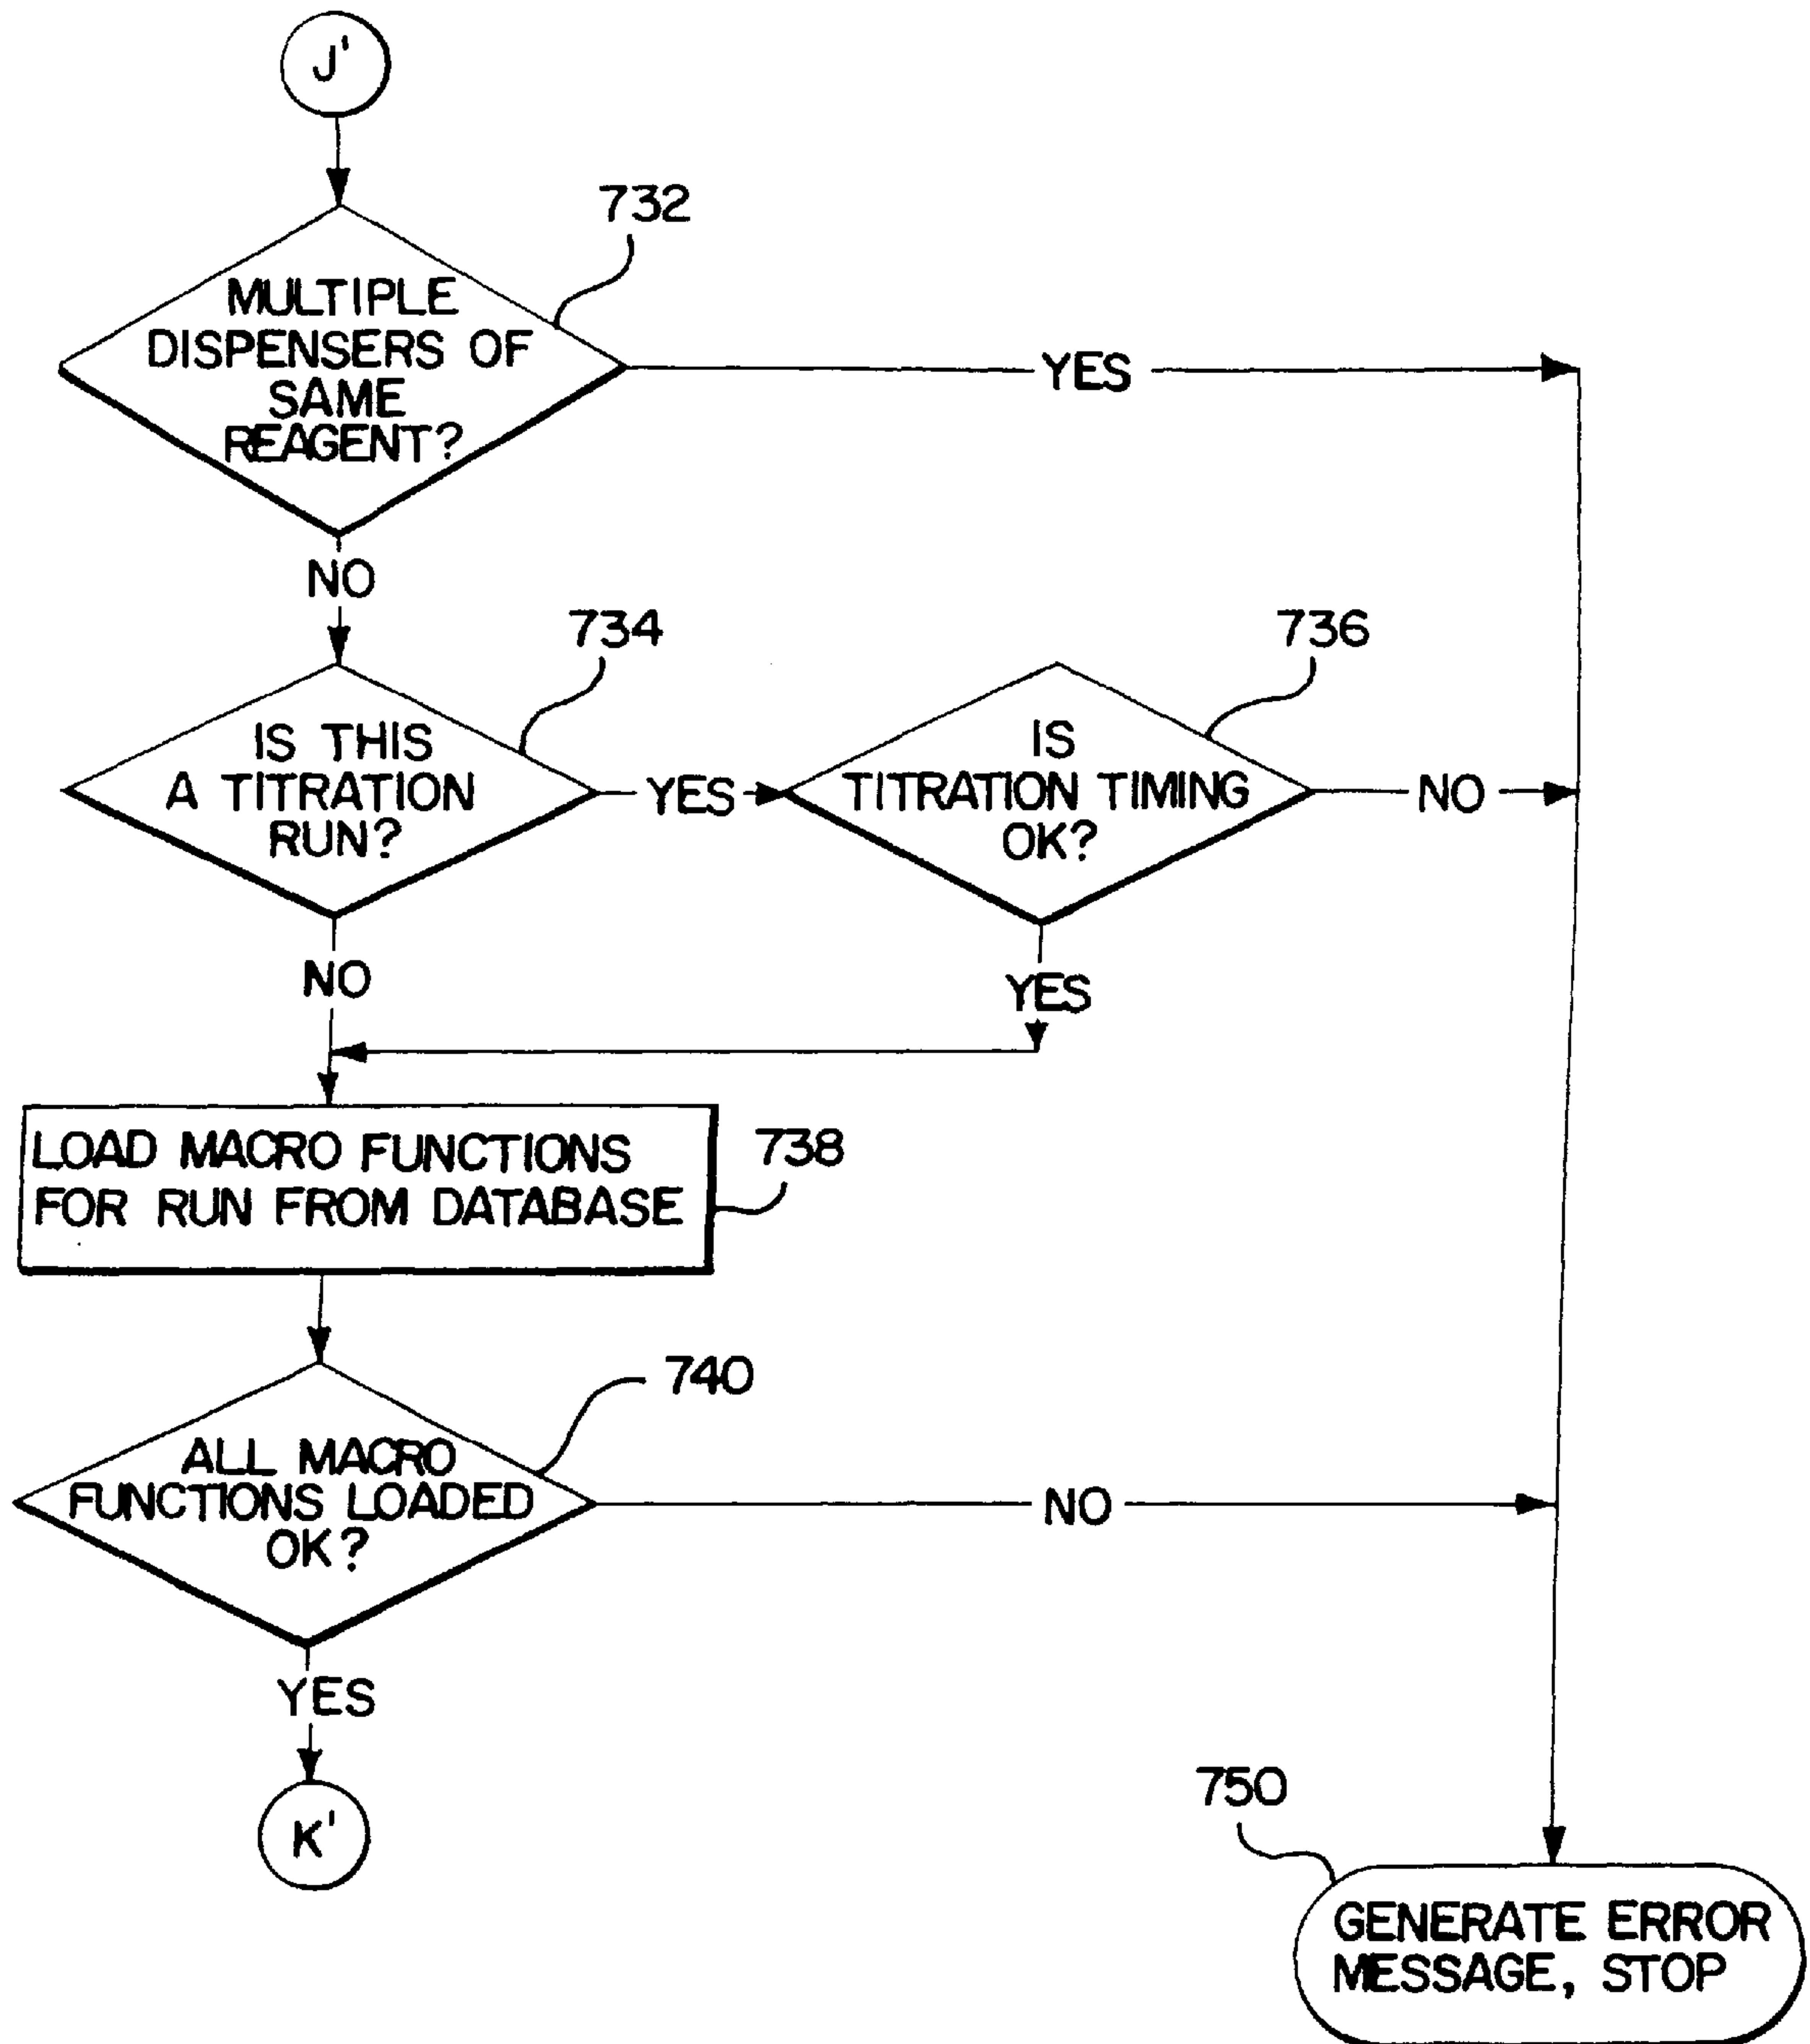 J'
732
MULTIPLE
DISPENSERS OF
SAME
REAGENT?
YES
NO
734
IS THIS
A TITRATION
RUN?
YES
736
IS
TITRATION TIMING
OK?
NO
NO
YES
LOAD MACRO FUNCTIONS
FOR RUN FROM DATABASE
738
740
ALL MACRO
FUNCTIONS LOADED
OK?
NO
YES
K'
750
GENERATE ERROR
MESSAGE, STOP